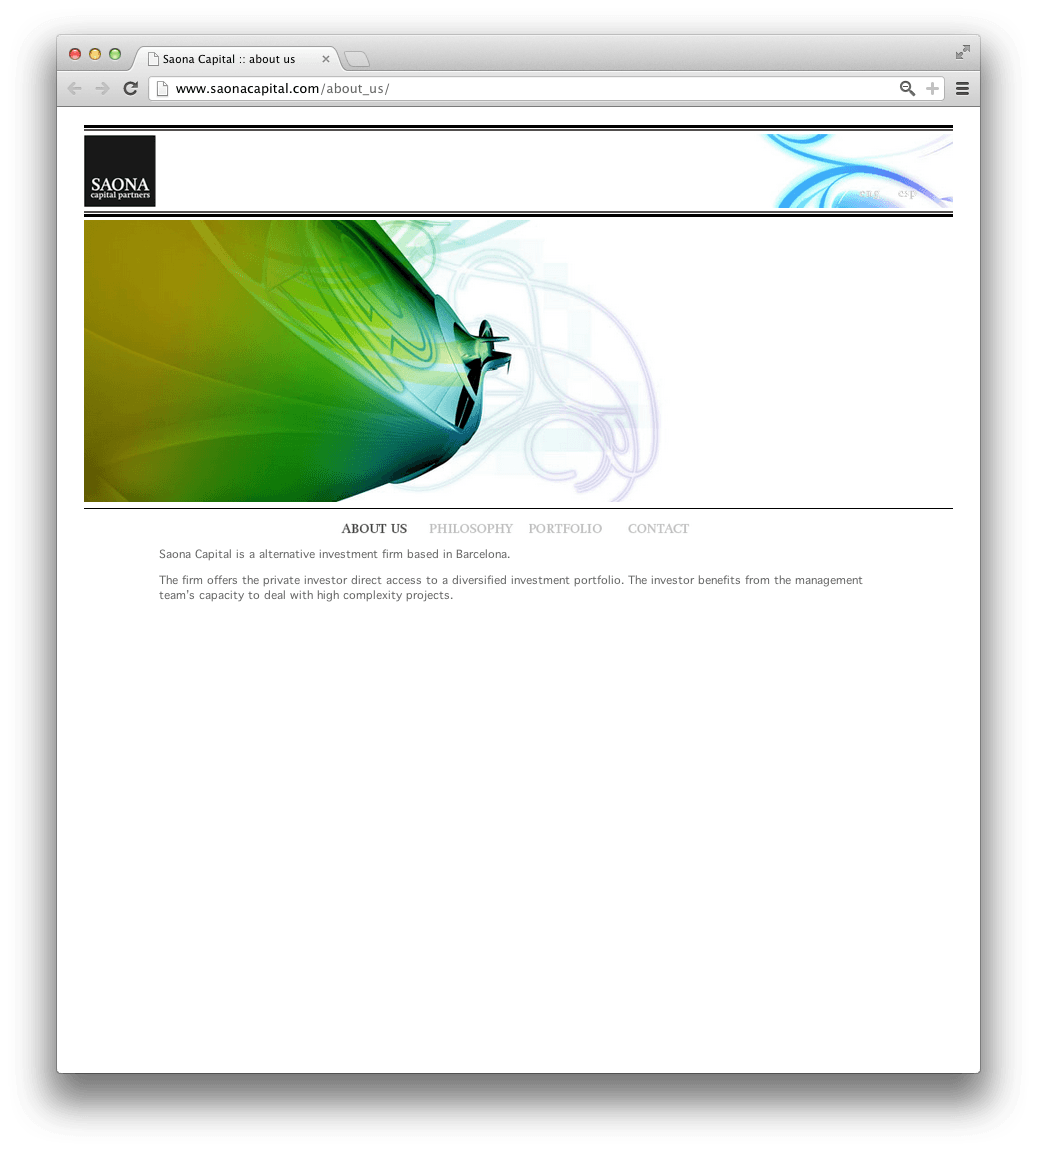 Saona Capital :: about us
www.saonacapital.com/about_us/
SAONA
capital partners
esp
ABOUT US PHILOSOPHY PORTFOLIO CONTACT
Saona Capital is a alternative investment firm based in Barcelona.
The firm offers the private investor direct access to a diversified investment portfolio. The investor benefits from the management
team's capacity to deal with high complexity projects.